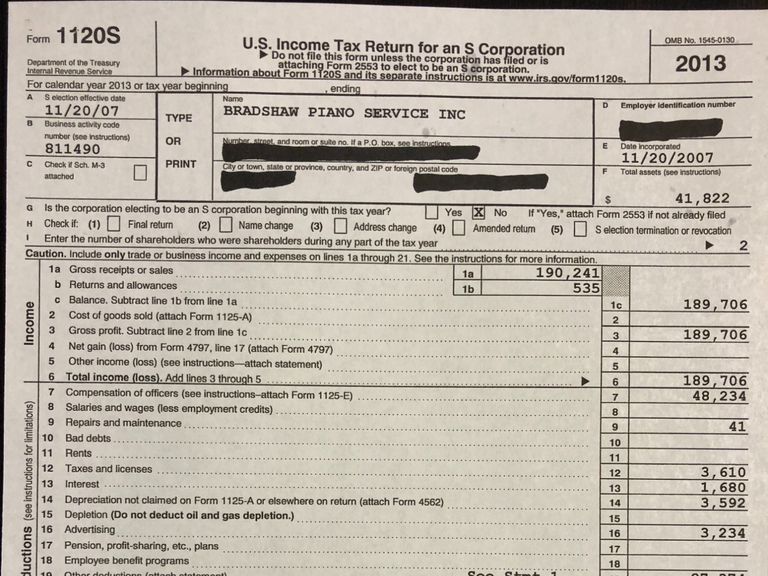 Form 1120S
Department of the Treasury
Internal Revenue Service
U.S. Income Tax Return for an S Corporation
▶ Do not file this form unless the corporation has filed or is
attaching Form 2553 to elect to be an S corporation.
▶ Information about Form 1120S and its separate instructions is at www.irs.gov/form1120s.
OMB No. 1545-0130
2013
For calendar year 2013 or tax year beginning , ending
A S election effective date
11/20/07
B Business activity code
number (see instructions)
811490
C Check if Sch. M-3
attached
TYPE
OR
PRINT
Name
BRADSHAW PIANO SERVICE INC
Number, street, and room or suite no. If a P.O. box, see instructions.
City or town, state or province, country, and ZIP or foreign postal code
D Employer identification number
E Date incorporated
11/20/2007
F Total assets (see instructions)
$ 41,822
G Is the corporation electing to be an S corporation beginning with this tax year? Yes X No If "Yes," attach Form 2553 if not already filed
H Check if: (1) Final return (2) Name change (3) Address change (4) Amended return (5) S election termination or revocation
I Enter the number of shareholders who were shareholders during any part of the tax year ▶ 2
Caution. Include only trade or business income and expenses on lines 1a through 21. See the instructions for more information.
Income
1a Gross receipts or sales 1a 190,241
b Returns and allowances 1b 535
c Balance. Subtract line 1b from line 1a 1c 189,706
2 Cost of goods sold (attach Form 1125-A) 2
3 Gross profit. Subtract line 2 from line 1c 3 189,706
4 Net gain (loss) from Form 4797, line 17 (attach Form 4797) 4
5 Other income (loss) (see instructions—attach statement) 5
6 Total income (loss). Add lines 3 through 5 ▶ 6 189,706
(see instructions for limitations)
7 Compensation of officers (see instructions–attach Form 1125-E) 7 48,234
8 Salaries and wages (less employment credits) 8
9 Repairs and maintenance 9 41
10 Bad debts 10
11 Rents 11
12 Taxes and licenses 12 3,610
13 Interest 13 1,680
14 Depreciation not claimed on Form 1125-A or elsewhere on return (attach Form 4562) 14 3,592
15 Depletion (Do not deduct oil and gas depletion.) 15
16 Advertising 16 3,234
17 Pension, profit-sharing, etc., plans 17
18 Employee benefit programs 18
19 Other deductions (attach statement) See Stmt 1